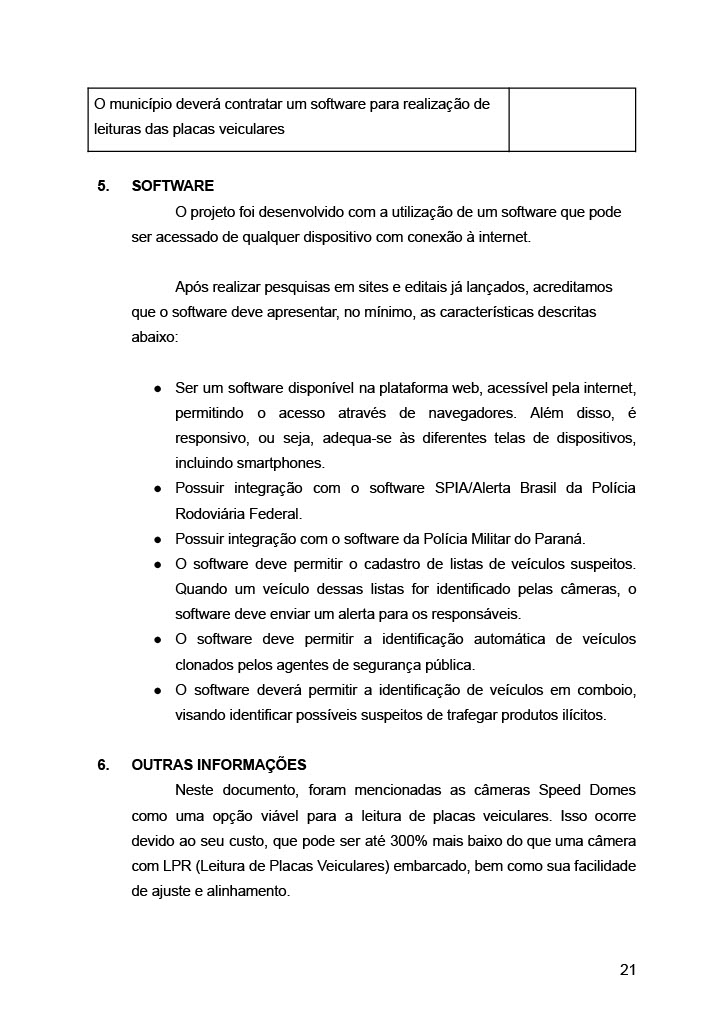 O município deverá contratar um software para realização de
leituras das placas veiculares
5. SOFTWARE
O projeto foi desenvolvido com a utilização de um software que pode
ser acessado de qualquer dispositivo com conexão à internet.
Após realizar pesquisas em sites e editais já lançados, acreditamos
que o software deve apresentar, no mínimo, as características descritas
abaixo:
● Ser um software disponível na plataforma web, acessível pela internet,
permitindo o acesso através de navegadores. Além disso, é
responsivo, ou seja, adequa-se às diferentes telas de dispositivos,
incluindo smartphones.
● Possuir integração com o software SPIA/Alerta Brasil da Polícia
Rodoviária Federal.
● Possuir integração com o software da Polícia Militar do Paraná.
● O software deve permitir o cadastro de listas de veículos suspeitos.
Quando um veículo dessas listas for identificado pelas câmeras, o
software deve enviar um alerta para os responsáveis.
● O software deve permitir a identificação automática de veículos
clonados pelos agentes de segurança pública.
● O software deverá permitir a identificação de veículos em comboio,
visando identificar possíveis suspeitos de trafegar produtos ilícitos.
6. OUTRAS INFORMAÇÕES
Neste documento, foram mencionadas as câmeras Speed Domes
como uma opção viável para a leitura de placas veiculares. Isso ocorre
devido ao seu custo, que pode ser até 300% mais baixo do que uma câmera
com LPR (Leitura de Placas Veiculares) embarcado, bem como sua facilidade
de ajuste e alinhamento.
21